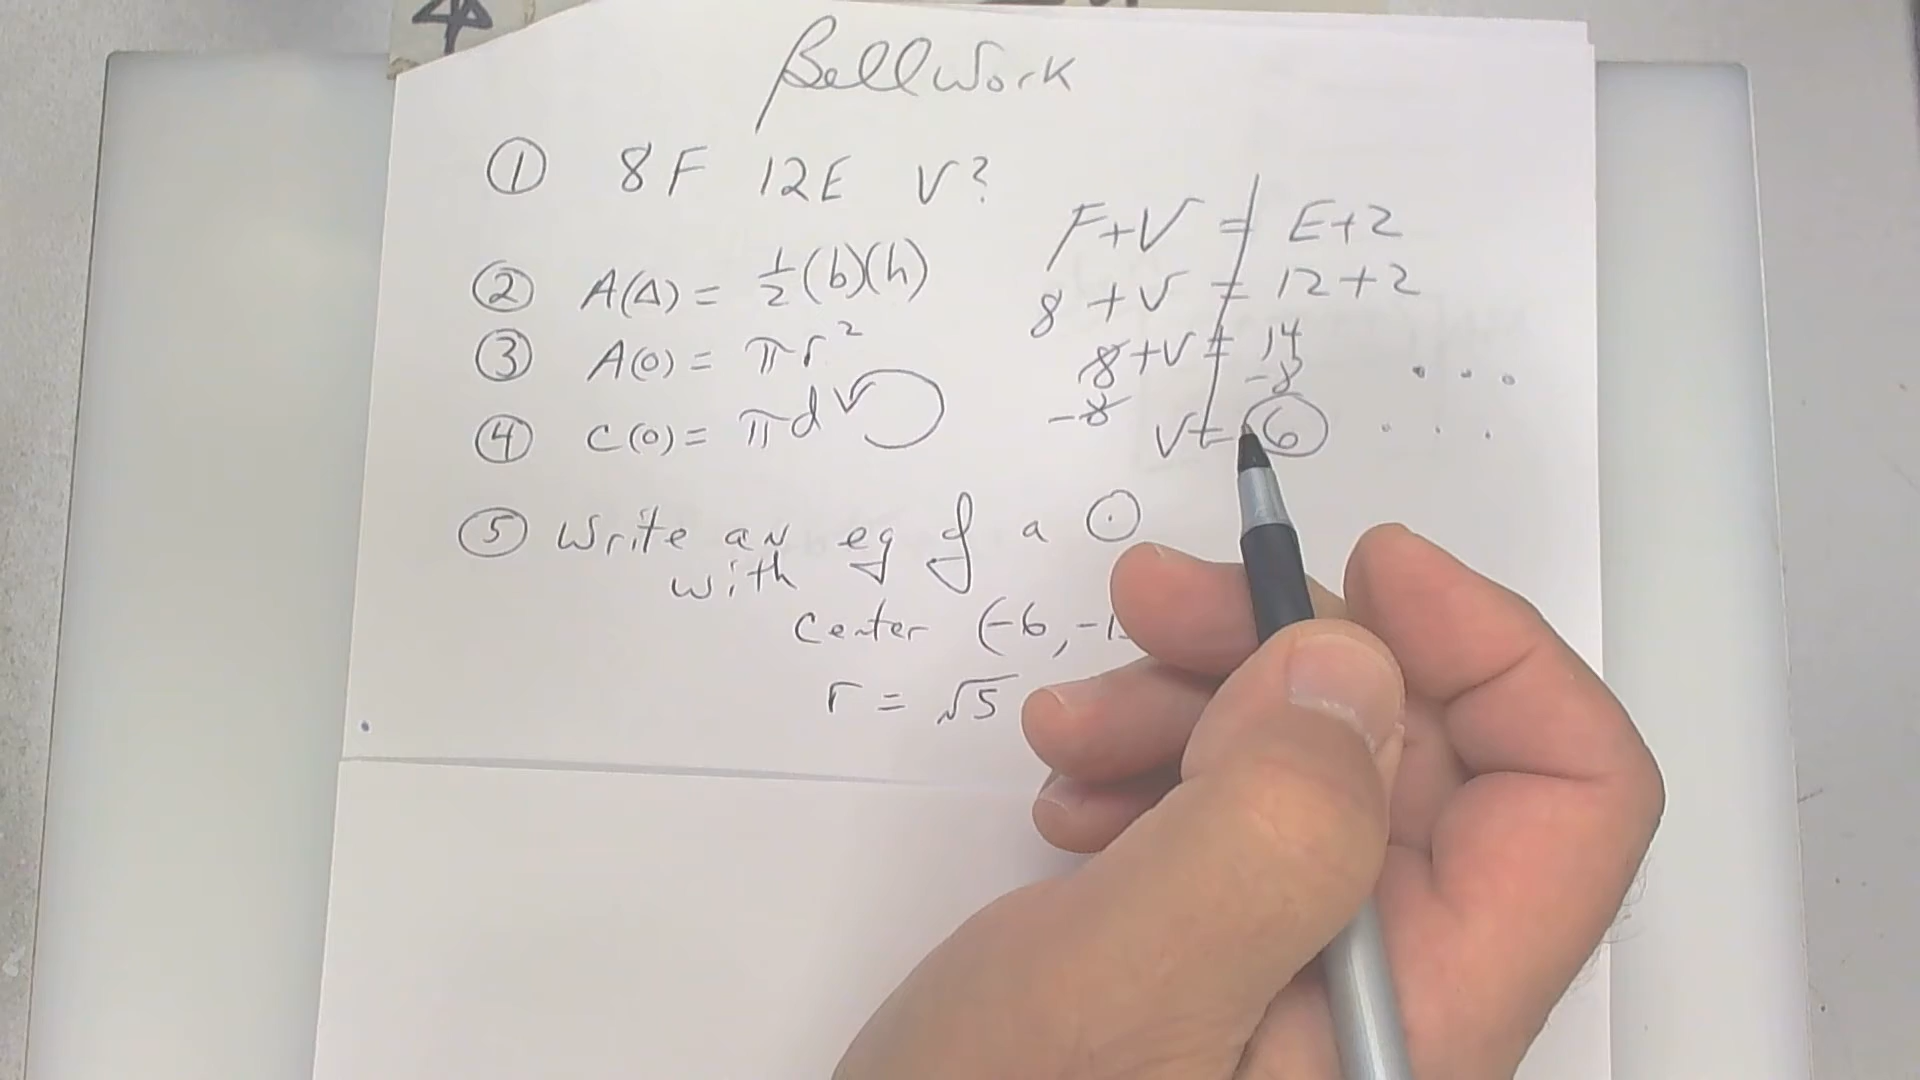 Bellwork
① 8F 12E V?
② A(△) = ½(b)(h)
③ A(○) = πr²
④ C(○) = πd
F+V = E+2
8 + V = 12+2
8+V = 14
-8 -8
V = 6
⑤ Write an eq of a ⊙
with
center (-6, -1
r = √5